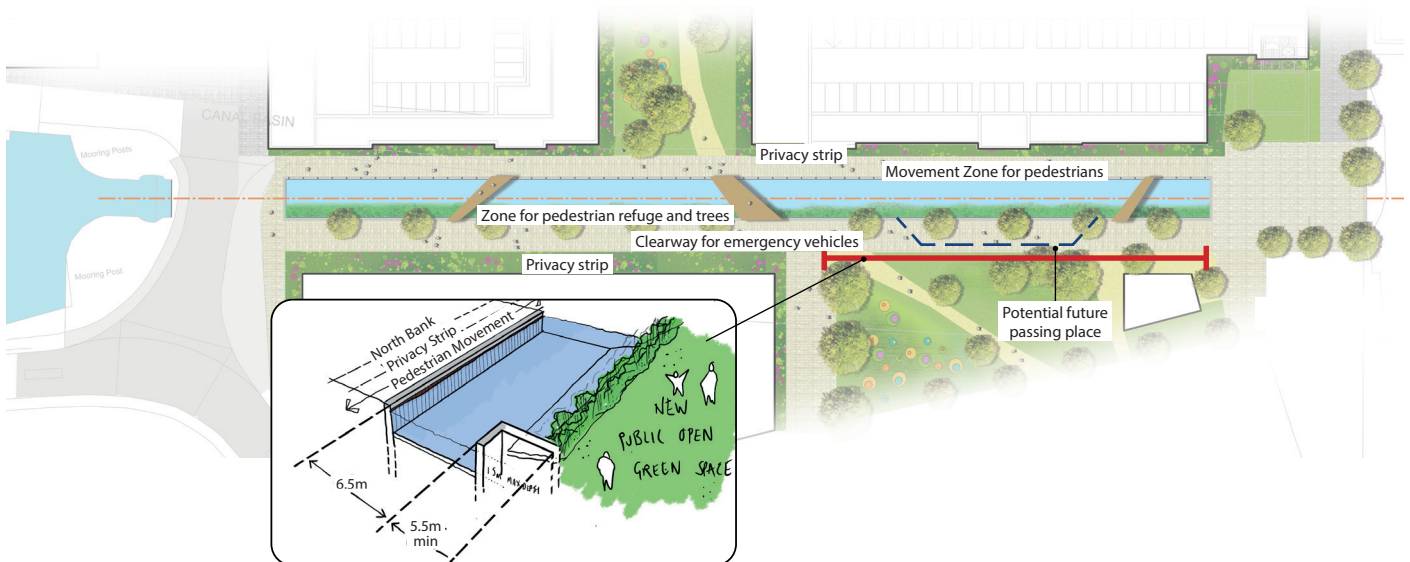 CANAL BASIN
Mooring Posts
Privacy strip
Movement Zone for pedestrians
Zone for pedestrian refuge and trees
Clearway for emergency vehicles
Mooring Post
Privacy strip
Potential future
passing place
North Bank
Privacy Strip
Pedestrian Movement
NEW
PUBLIC OPEN
GREEN SPACE
6.5m
5.5m
min